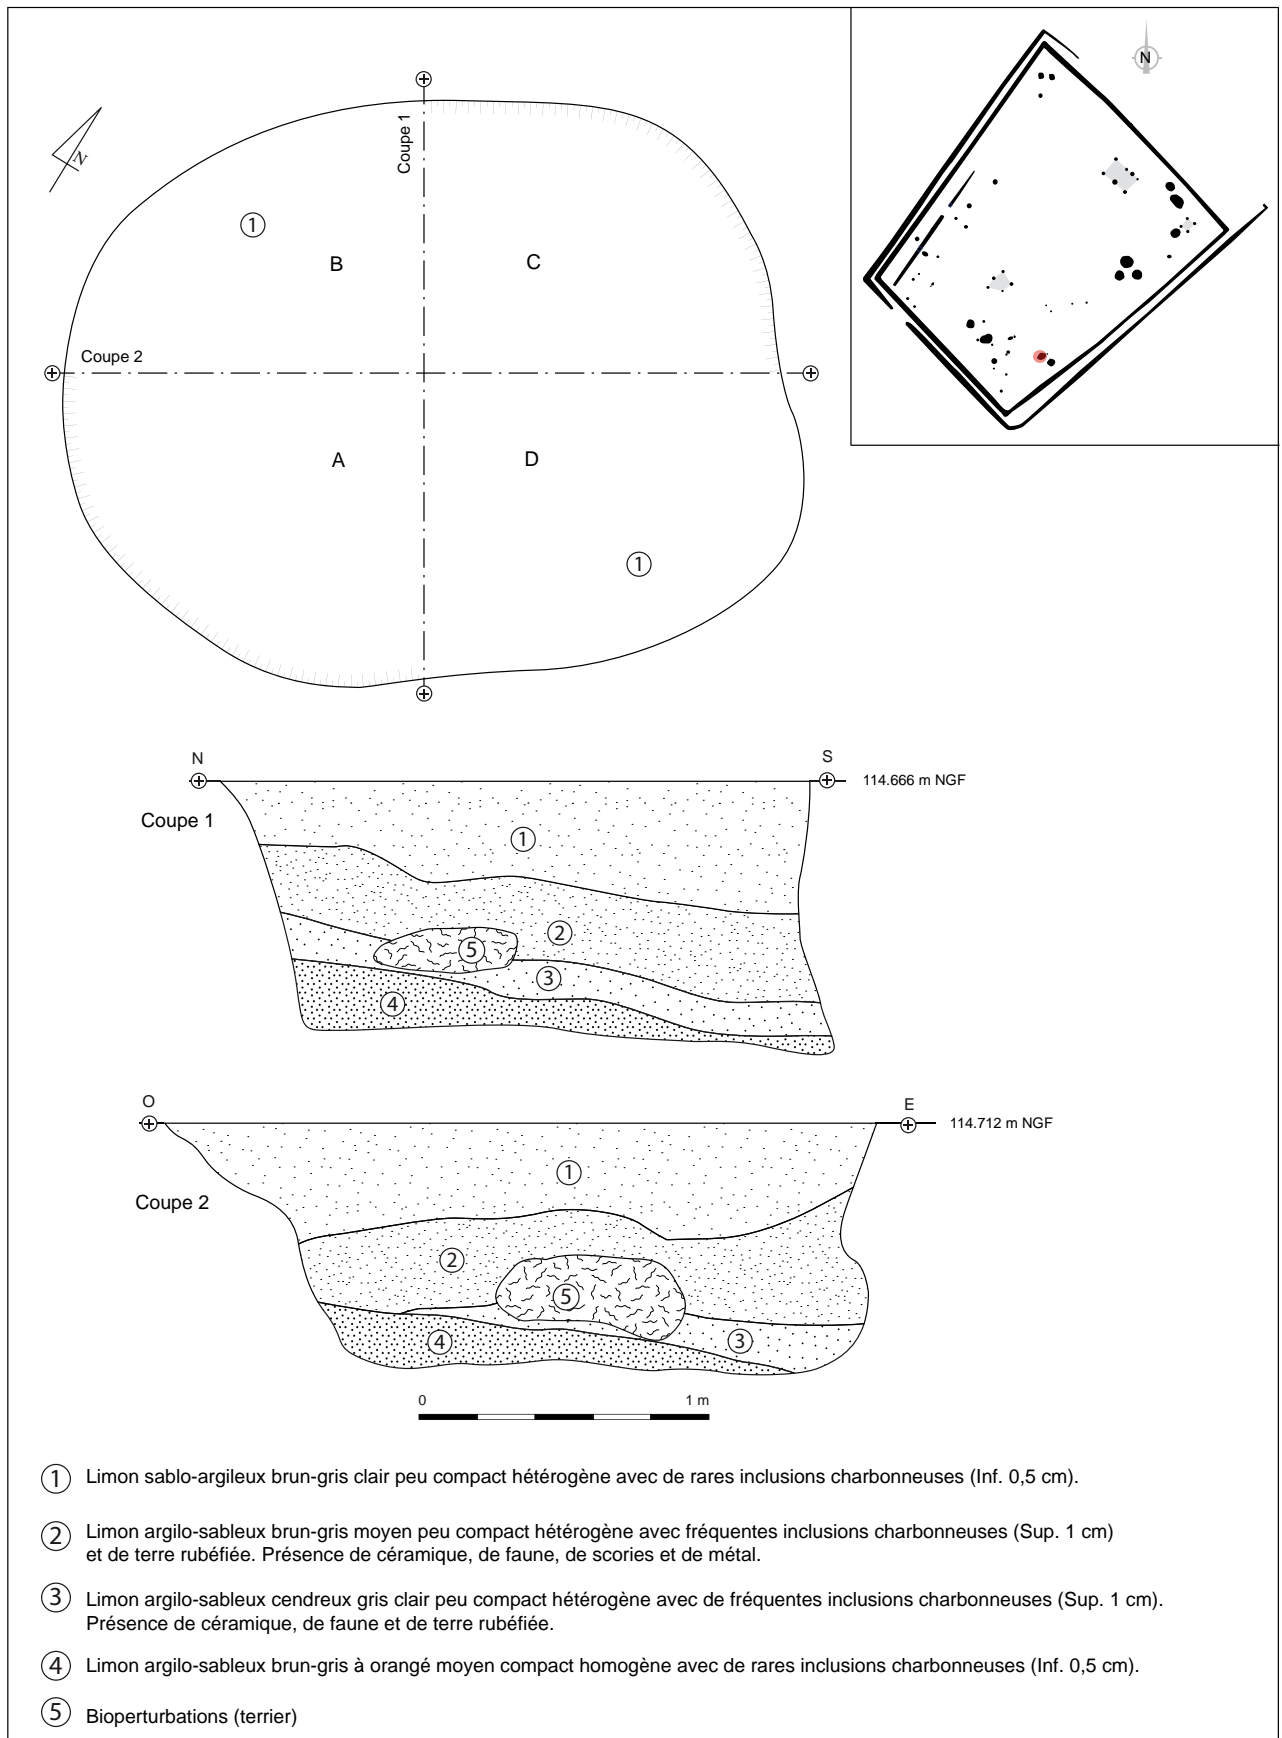 N
N
Coupe 1
1
B
C
Coupe 2
A
D
1
N
S
114.666 m NGF
Coupe 1
1
2
5
3
4
O
E
114.712 m NGF
1
Coupe 2
2
5
4
3
0
1 m
1 Limon sablo-argileux brun-gris clair peu compact hétérogène avec de rares inclusions charbonneuses (Inf. 0,5 cm).
2 Limon argilo-sableux brun-gris moyen peu compact hétérogène avec fréquentes inclusions charbonneuses (Sup. 1 cm)
et de terre rubéfiée. Présence de céramique, de faune, de scories et de métal.
3 Limon argilo-sableux cendreux gris clair peu compact hétérogène avec de fréquentes inclusions charbonneuses (Sup. 1 cm).
Présence de céramique, de faune et de terre rubéfiée.
4 Limon argilo-sableux brun-gris à orangé moyen compact homogène avec de rares inclusions charbonneuses (Inf. 0,5 cm).
5 Bioperturbations (terrier)